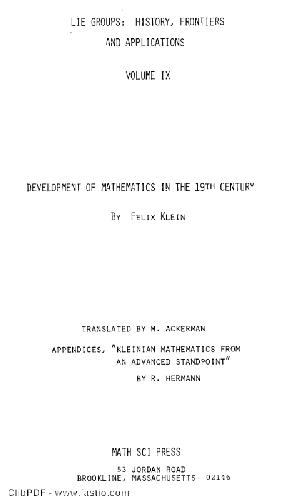 LIE GROUPS: HISTORY, FRONTIERS
AND APPLICATIONS
VOLUME IX
DEVELOPMENT OF MATHEMATICS IN THE 19TH CENTURY
BY FELIX KLEIN
TRANSLATED BY M. ACKERMAN
APPENDICES, "KLEINIAN MATHEMATICS FROM
AN ADVANCED STANDPOINT"
BY R. HERMANN
MATH SCI PRESS
53 JORDAN ROAD
BROOKLINE, MASSACHUSETTS 02146
ClibPDF - www.fastio.com